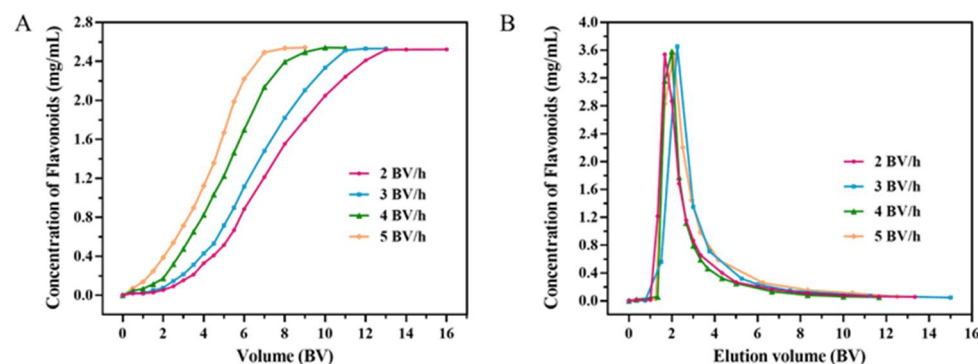 A
Concentration of Flavonoids (mg/mL)
2.8
2.4
2.0
1.6
1.2
0.8
0.4
0.0
2 BV/h
3 BV/h
4 BV/h
5 BV/h
0 2 4 6 8 10 12 14 16
Volume (BV)
B
Concentration of Flavonoids (mg/mL)
4.0
3.6
3.2
2.8
2.4
2.0
1.6
1.2
0.8
0.4
0.0
2 BV/h
3 BV/h
4 BV/h
5 BV/h
0 1 2 3 4 5 6 7 8 9 10 11 12 13 14 15 16
Elution volume (BV)